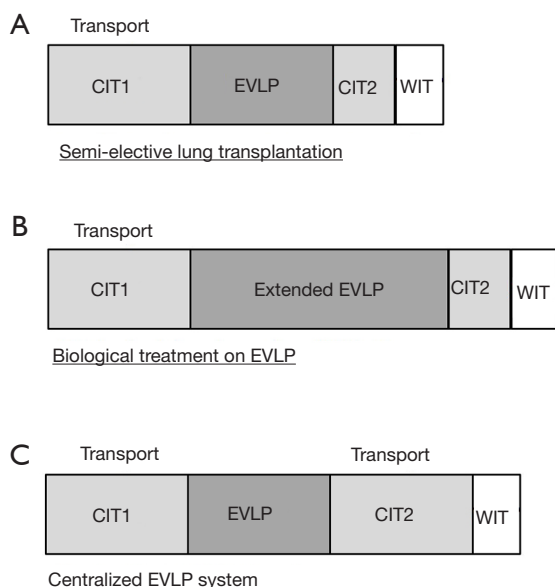 A
Transport
CIT1 EVLP CIT2 WIT
Semi-elective lung transplantation
B
Transport
CIT1 Extended EVLP CIT2 WIT
Biological treatment on EVLP
C
Transport Transport
CIT1 EVLP CIT2 WIT
Centralized EVLP system